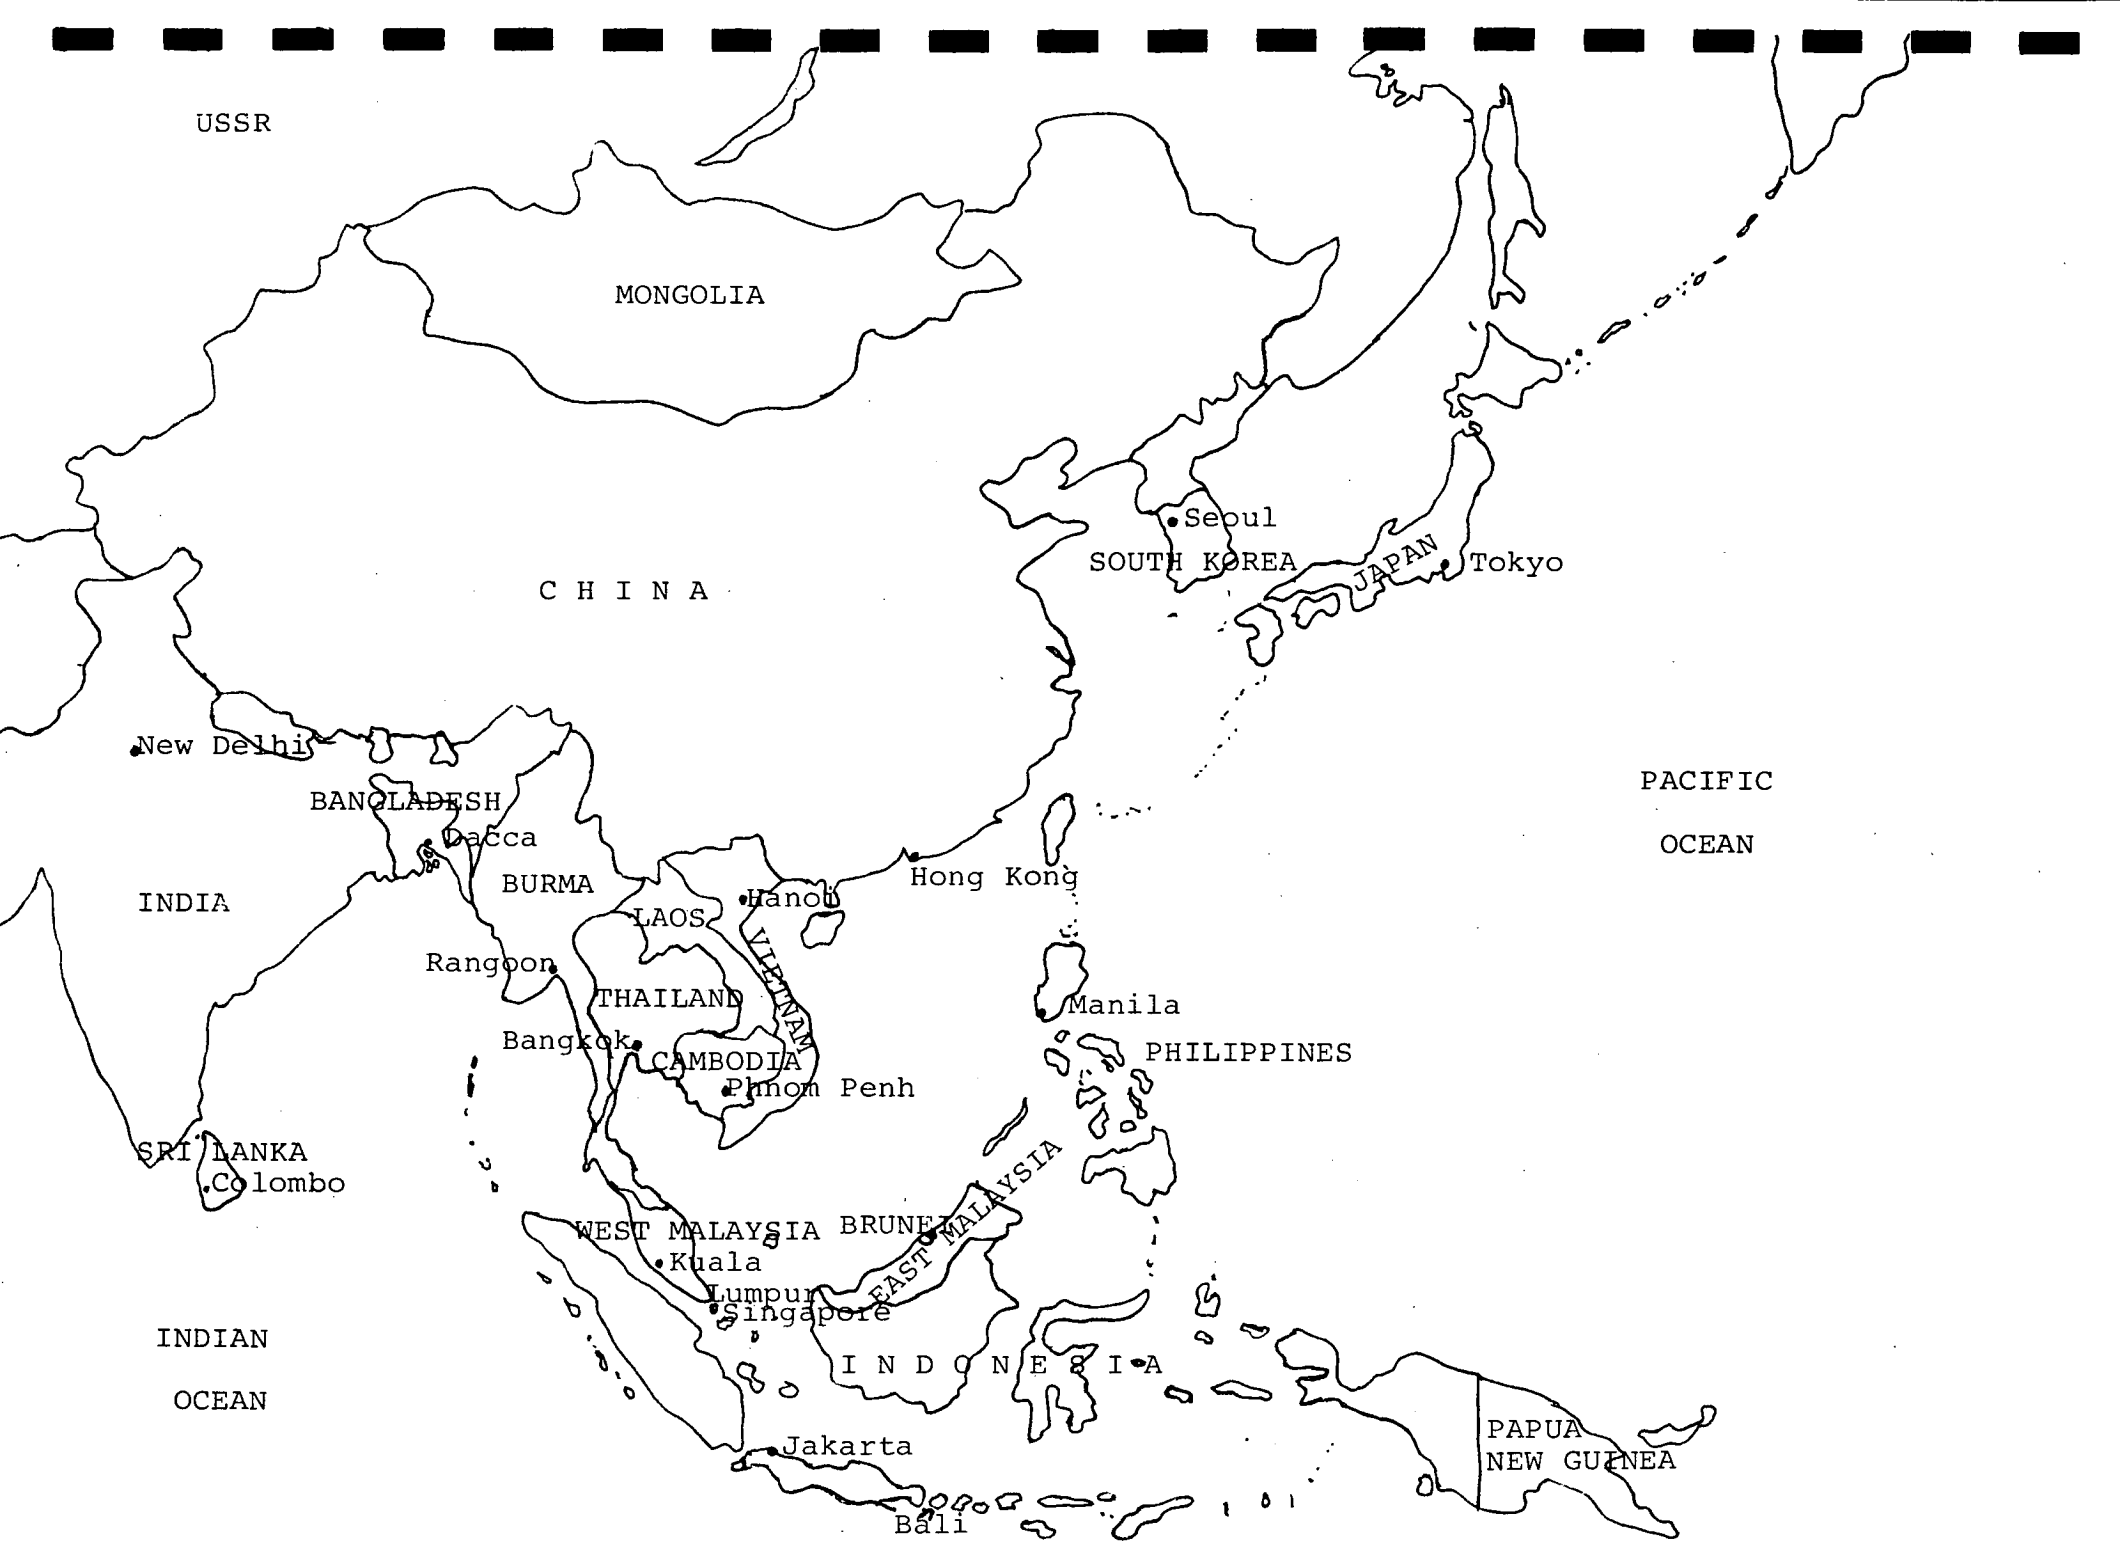 USSR
MONGOLIA
Seoul
SOUTH KOREA
JAPAN
Tokyo
C H I N A
New Delhi
BANGLADESH
Dacca
PACIFIC
OCEAN
INDIA
BURMA
Hong Kong
Hanoi
LAOS
VIETNAM
Rangoon
THAILAND
Manila
Bangkok
CAMBODIA
PHILIPPINES
Phnom Penh
SRI LANKA
Colombo
WEST MALAYSIA
BRUNEI
EAST MALAYSIA
Kuala
Lumpur
Singapore
INDIAN
OCEAN
I N D O N E S I A
PAPUA
NEW GUINEA
Jakarta
Bali